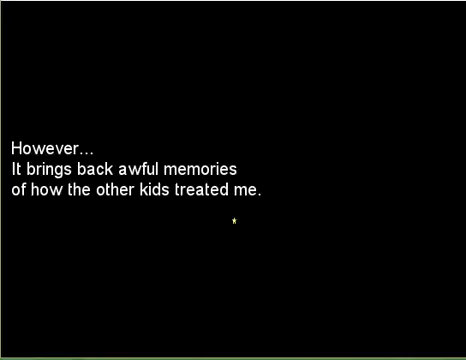 However...
It brings back awful memories
of how the other kids treated me.